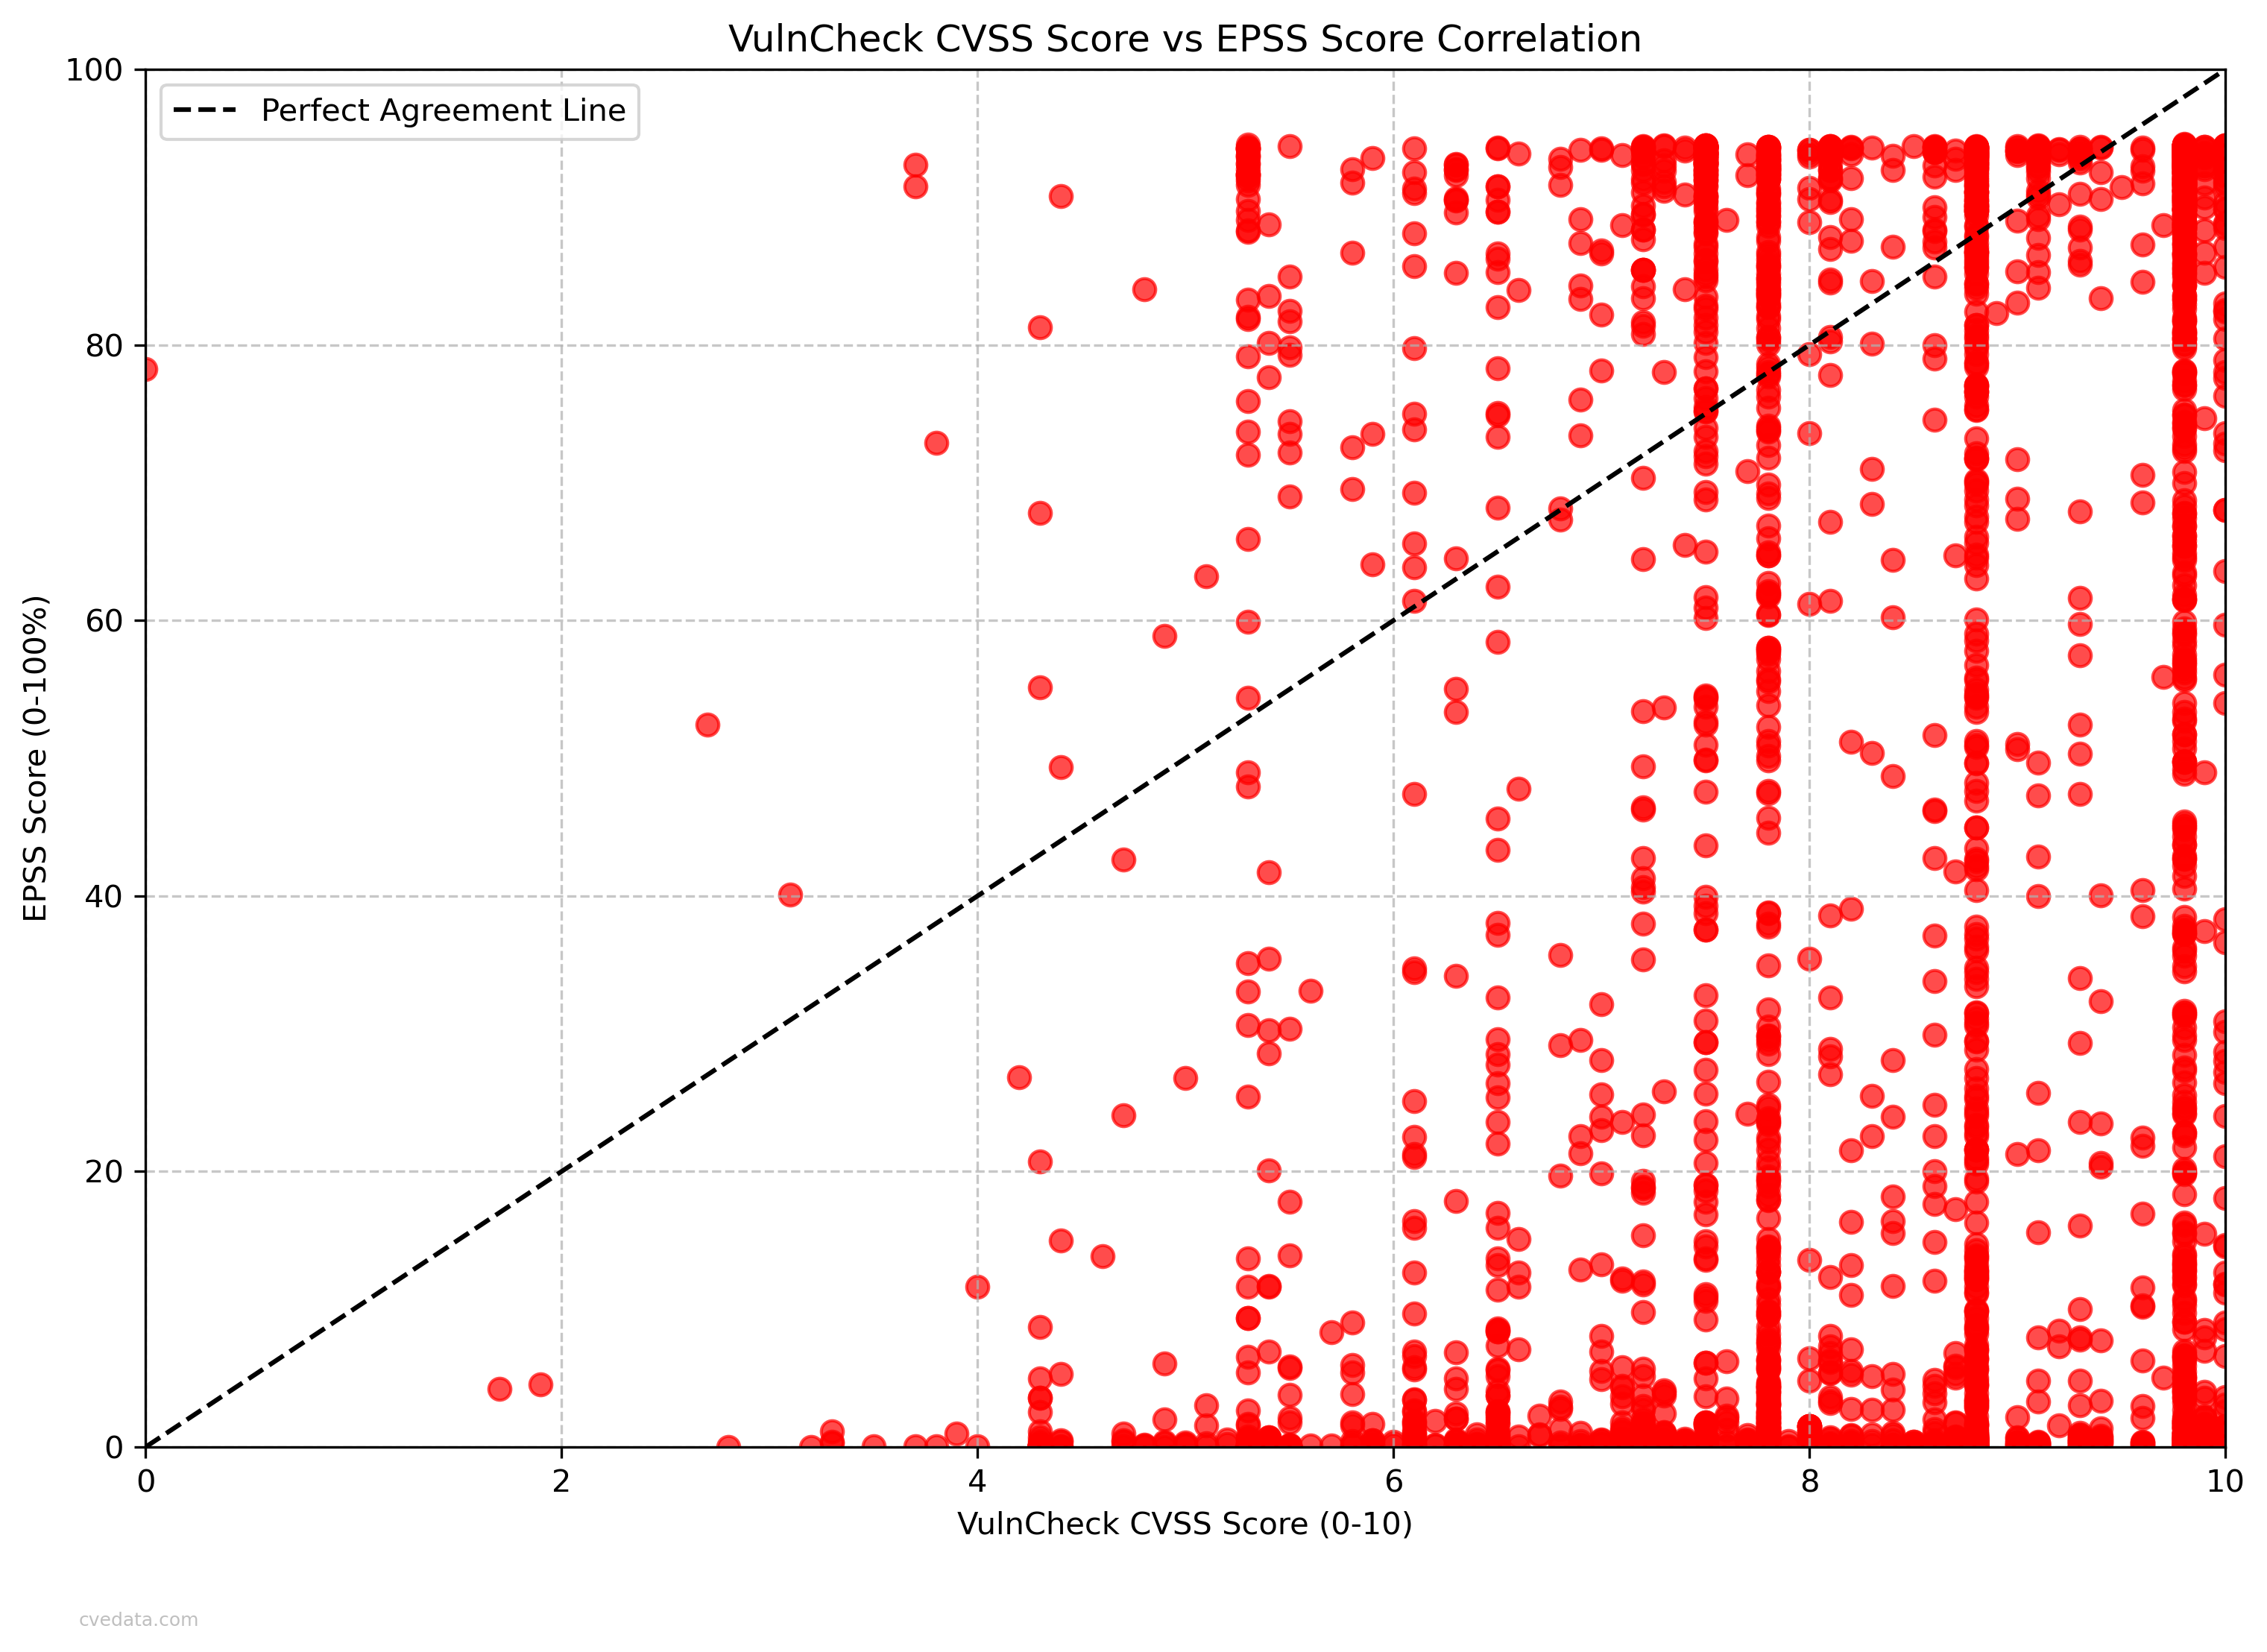 VulnCheck CVSS Score vs EPSS Score Correlation
Perfect Agreement Line
EPSS Score (0-100%)
100
80
60
40
20
0
0 2 4 6 8 10
VulnCheck CVSS Score (0-10)
cvedata.com